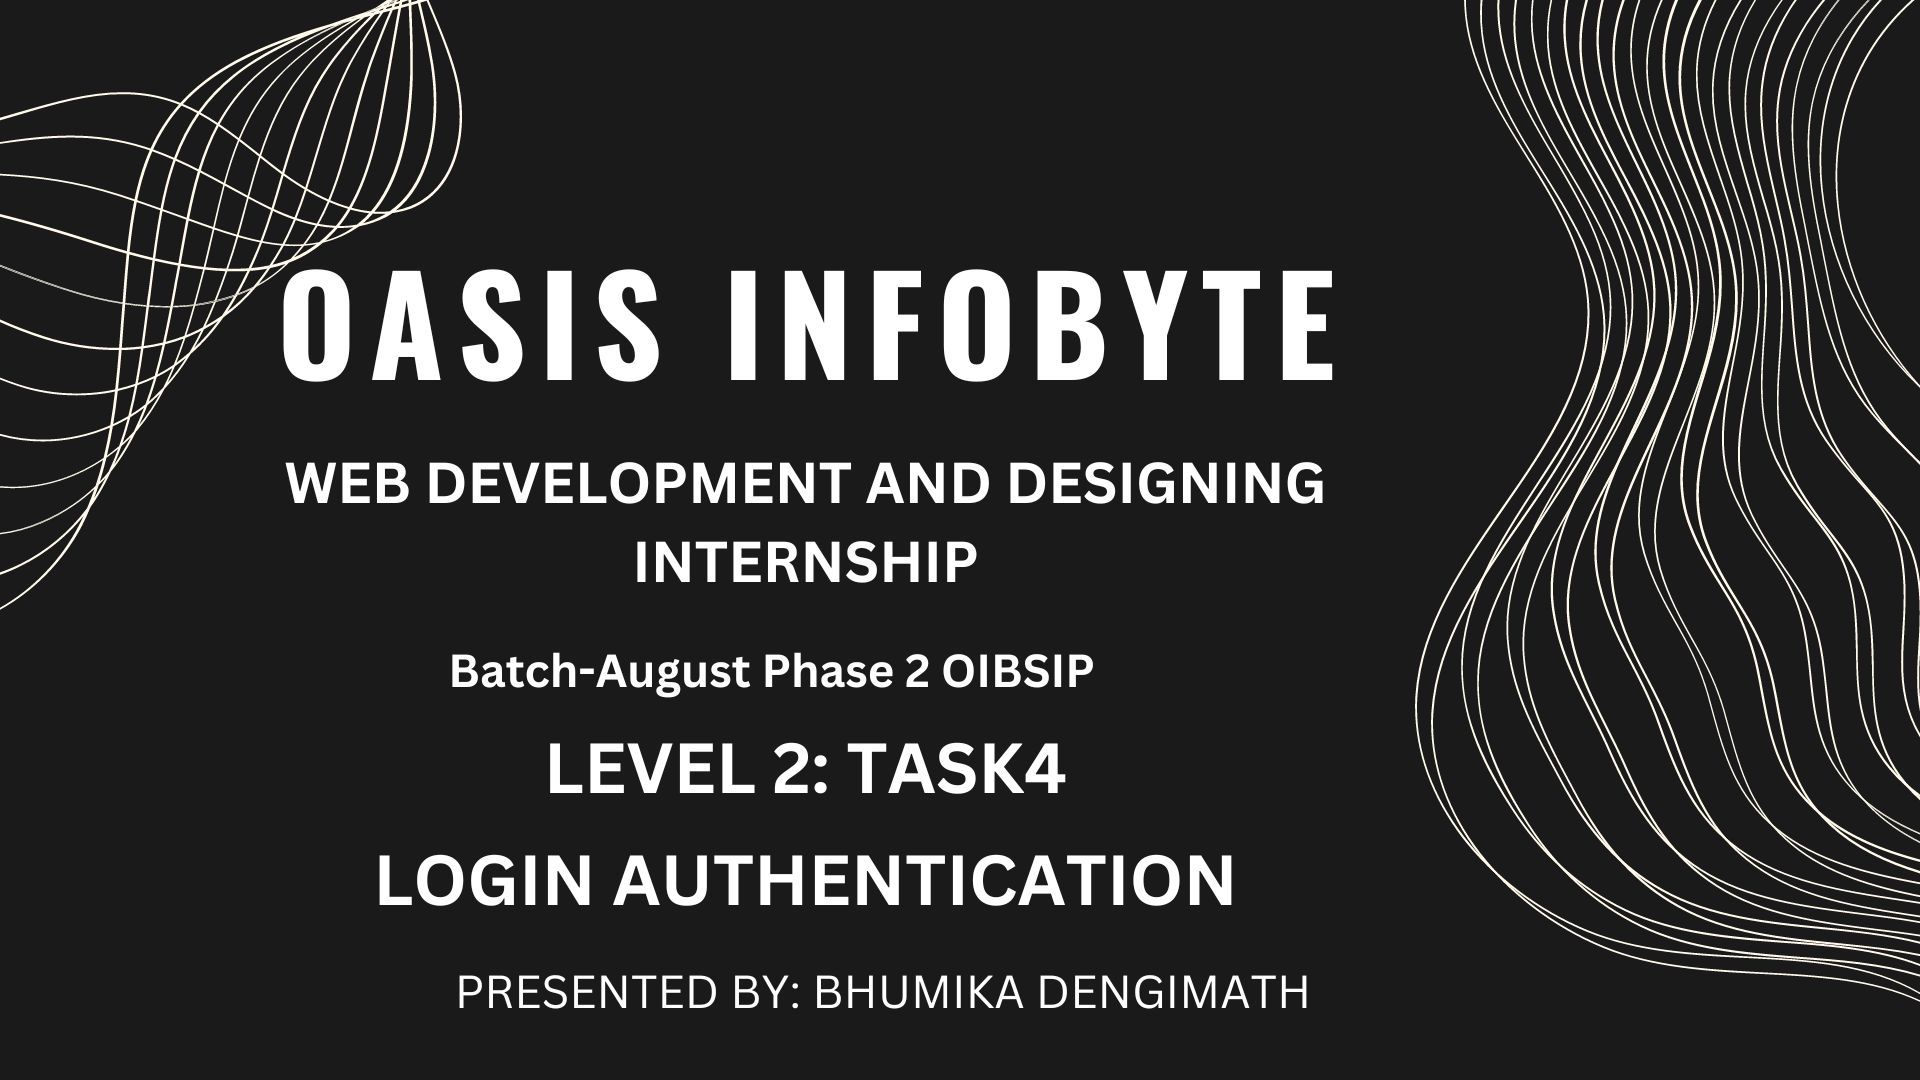 OASIS INFOBYTE
WEB DEVELOPMENT AND DESIGNING
INTERNSHIP
Batch-August Phase 2 OIBSIP
LEVEL 2: TASK4
LOGIN AUTHENTICATION
PRESENTED BY: BHUMIKA DENGIMATH